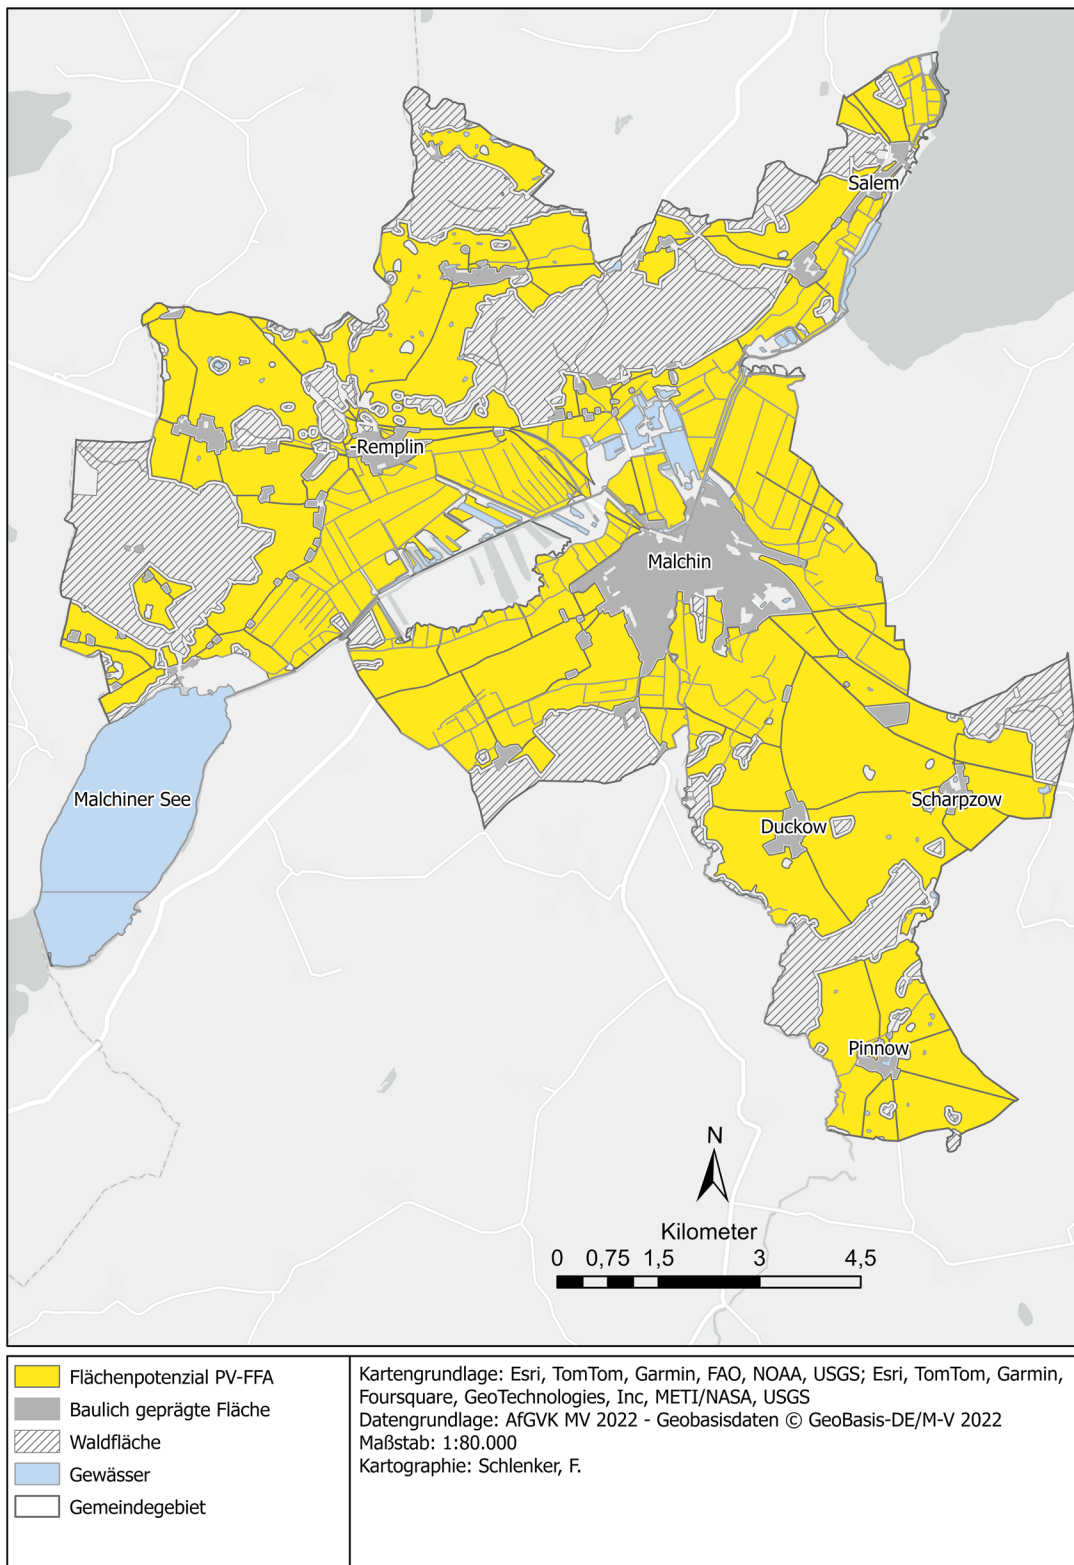 Salem
-Remplin
Malchin
Malchiner See
Scharpzow
Duckow
Pinnow
N
Kilometer
0 0,75 1,5 3 4,5
Flächenpotenzial PV-FFA
Baulich geprägte Fläche
Waldfläche
Gewässer
Gemeindegebiet
Kartengrundlage: Esri, TomTom, Garmin, FAO, NOAA, USGS; Esri, TomTom, Garmin,
Foursquare, GeoTechnologies, Inc, METI/NASA, USGS
Datengrundlage: AfGVK MV 2022 - Geobasisdaten © GeoBasis-DE/M-V 2022
Maßstab: 1:80.000
Kartographie: Schlenker, F.